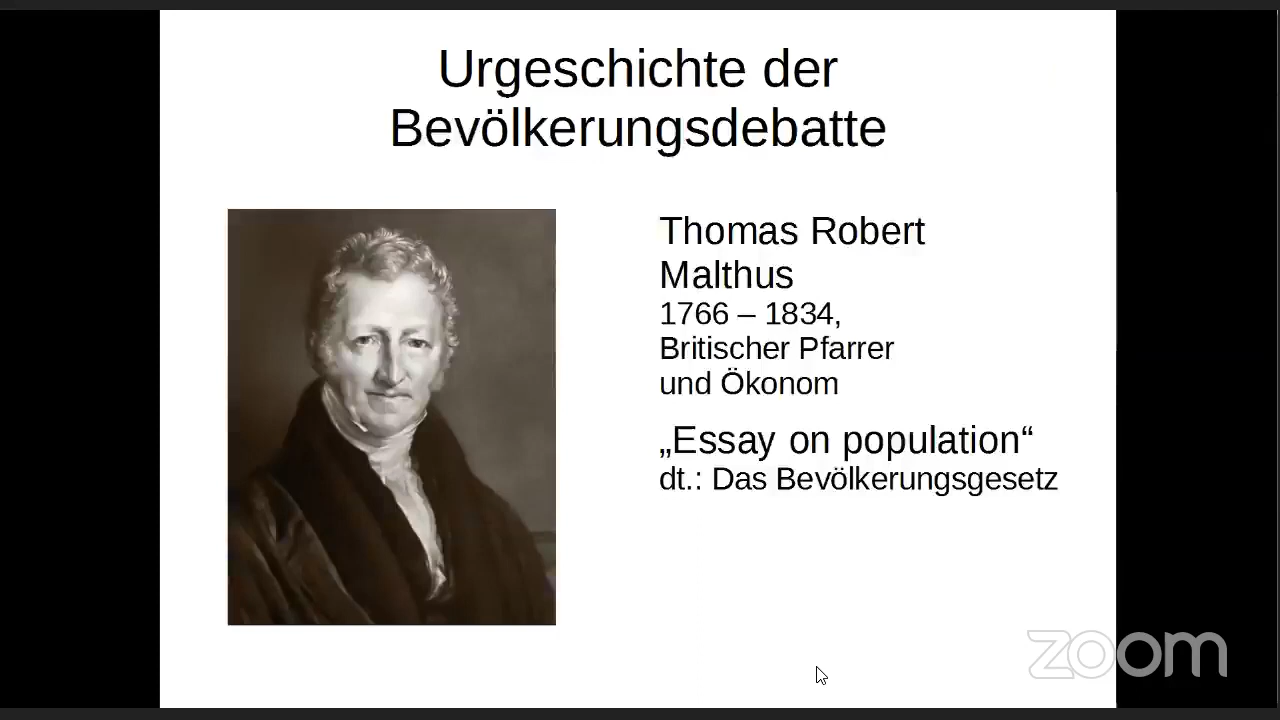 Urgeschichte der
Bevölkerungsdebatte
Thomas Robert
Malthus
1766 – 1834,
Britischer Pfarrer
und Ökonom
„Essay on population“
dt.: Das Bevölkerungsgesetz
zoom